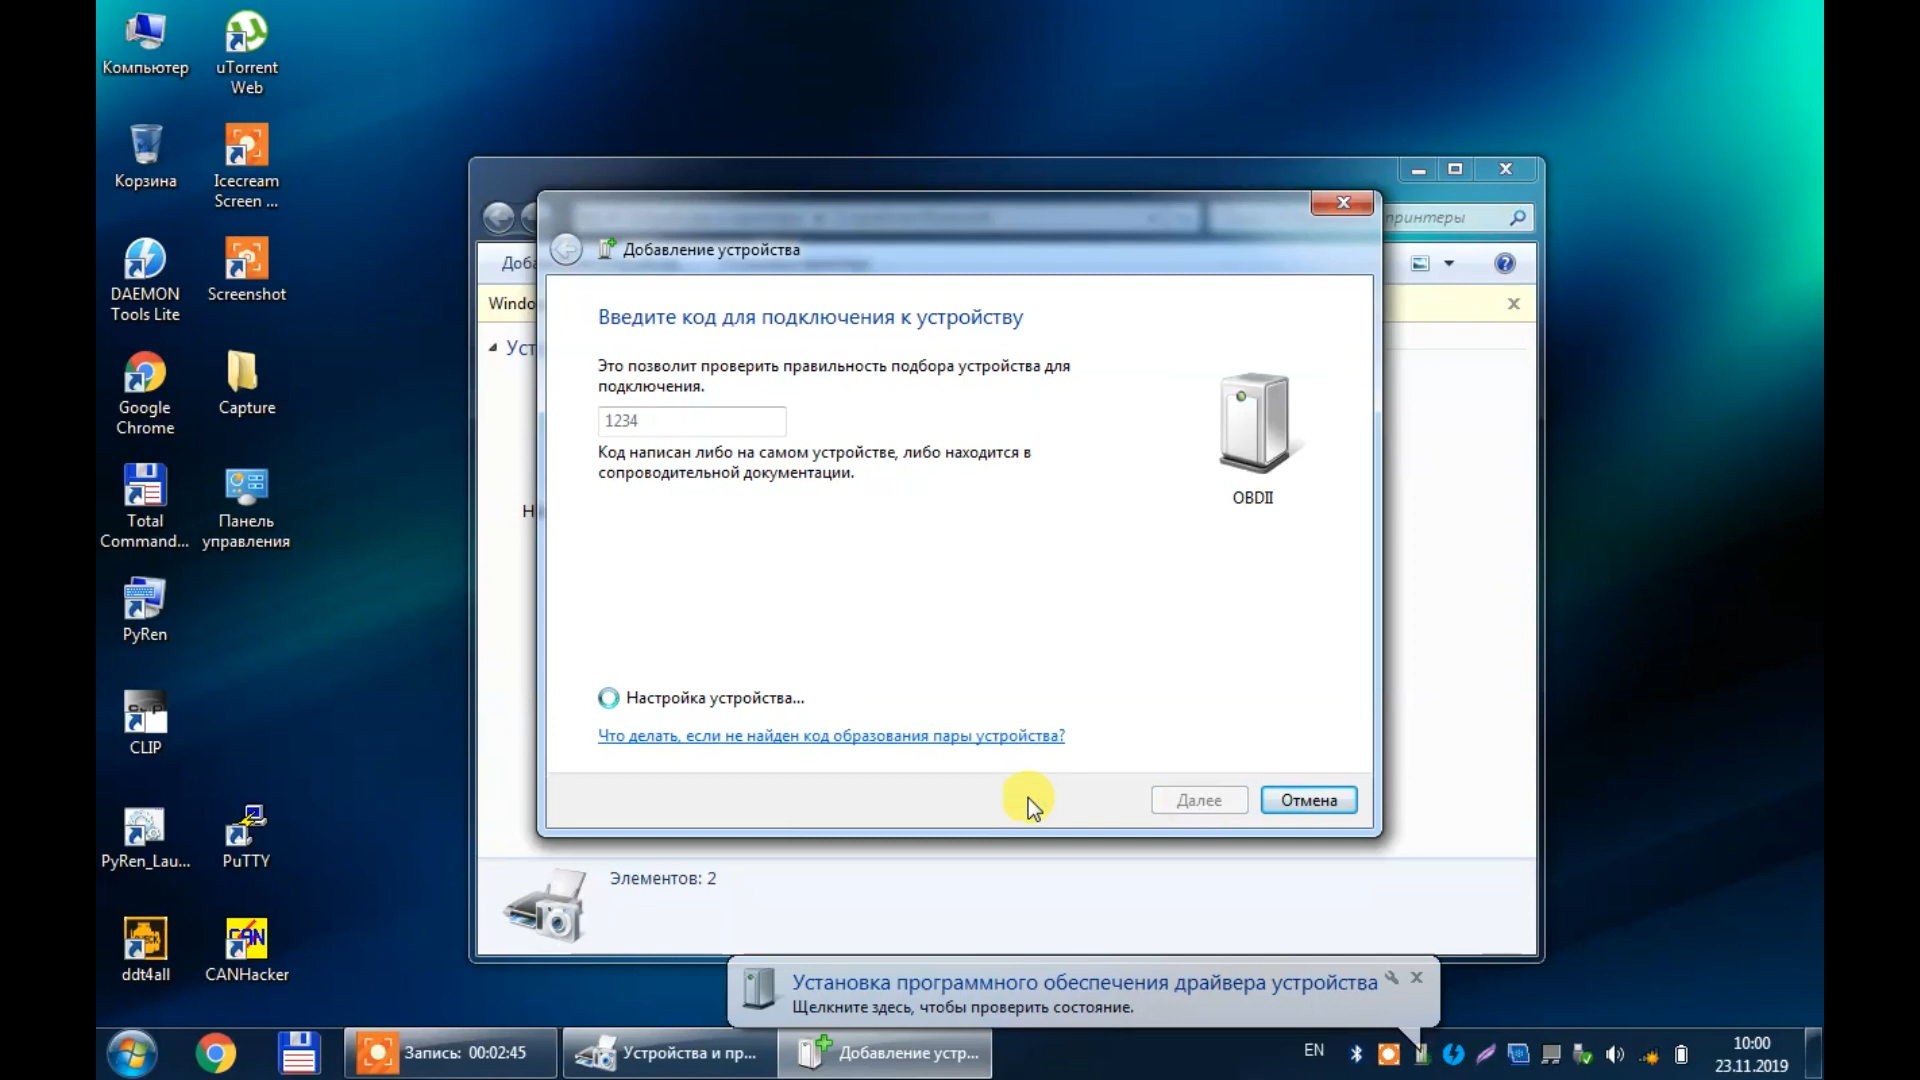 Компьютер
uTorrent
Web
Корзина
Icecream
Screen ...
DAEMON
Tools Lite
Screenshot
Google
Chrome
Capture
Total
Command...
Панель
управления
PyRen
CLIP
PyRen_Lau...
PuTTY
ddt4all
CAN
CANHacker
принтеры
Доба
Windo
Уст
Н
Добавление устройства
Введите код для подключения к устройству
Это позволит проверить правильность подбора устройства для
подключения.
1234
Код написан либо на самом устройстве, либо находится в
сопроводительной документации.
OBDII
Настройка устройства...
Что делать, если не найден код образования пары устройства?
Далее
Отмена
Элементов: 2
Установка программного обеспечения драйвера устройства
Щелкните здесь, чтобы проверить состояние.
Запись: 00:02:45
Устройства и пр...
Добавление устр...
EN
10:00
23.11.2019